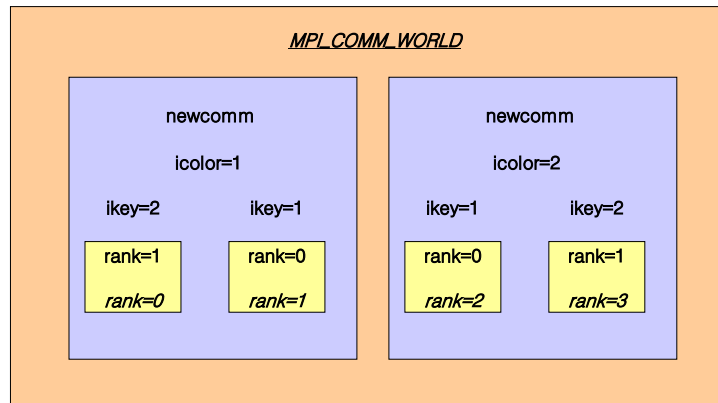 MPI_COMM_WORLD
newcomm
icolor=1
ikey=2 ikey=1
rank=1 rank=0
rank=0 rank=1
newcomm
icolor=2
ikey=1 ikey=2
rank=0 rank=1
rank=2 rank=3